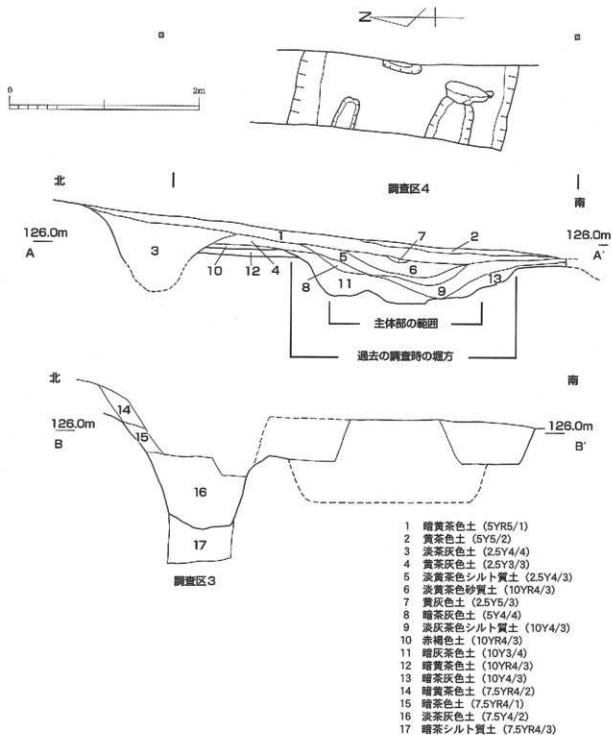 N
0
2m
北
調査区4
南
126.0m
A
126.0m
A'
1
2
3
4
5
6
7
8
9
10
11
12
13
主体部の範囲
過去の調査時の堀方
北
南
126.0m
B
126.0m
B'
14
15
16
17
調査区3
1 暗黄茶色土 (5YR5/1)
2 黄茶色土 (5Y5/2)
3 淡茶灰色土 (2.5Y4/4)
4 黄茶灰色土 (2.5Y3/3)
5 淡黄茶色シルト質土 (2.5Y4/3)
6 淡黄茶色砂質土 (10YR4/3)
7 黄灰色土 (2.5Y5/3)
8 暗茶灰色土 (5Y4/4)
9 淡灰茶色シルト質土 (10Y4/3)
10 赤褐色土 (10YR4/3)
11 暗灰茶色土 (10Y3/4)
12 暗黄茶色土 (10YR4/3)
13 暗茶灰色土 (10Y4/3)
14 暗黄茶色土 (7.5YR4/2)
15 暗茶色土 (7.5YR4/1)
16 淡茶灰色土 (7.5Y4/2)
17 暗茶シルト質土 (7.5YR4/3)